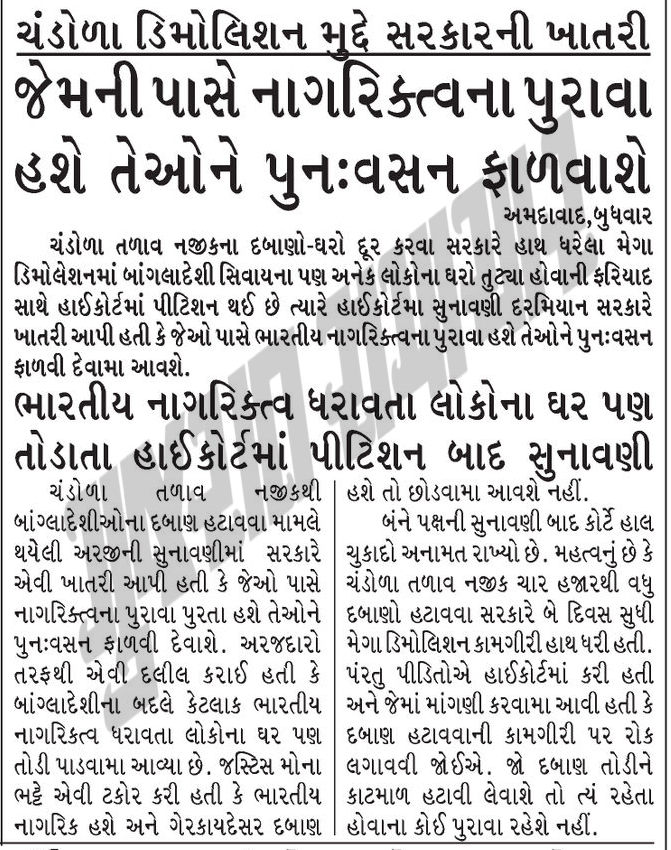 ચંડોળા ડિમોલિશન મુદ્દે સરકારની ખાતરી
જેમની પાસે નાગરિક્ત્વના પુરાવા
હશે તેઓને પુનઃવસન ફાળવાશે
અમદાવાદ,બુધવાર
ચંડોળા તળાવ નજીકના દબાણો-ઘરો દૂર કરવા સરકારે હાથ ધરેલા મેગા
ડિમોલેશનમાં બાંગલાદેશી સિવાયના પણ અનેક લોકોના ઘરો તુટ્યા હોવાની ફરિયાદ
સાથે હાઈકોર્ટમાં પીટિશન થઈ છે ત્યારે હાઈકોર્ટમા સુનાવણી દરમિયાન સરકારે
ખાતરી આપી હતી કે જેઓ પાસે ભારતીય નાગરિક્ત્વના પુરાવા હશે તેઓને પુનઃવસન
ફાળવી દેવામા આવશે.
ભારતીય નાગરિક્ત્વ ધરાવતા લોકોના ઘર પણ
તોડાતા હાઈકોર્ટમાં પીટિશન બાદ સુનાવણી
ચંડોળા તળાવ નજીકથી
બાંગ્લાદેશીઓના દબાણ હટાવવા મામલે
થયેલી અરજીની સુનાવણીમાં સરકારે
એવી ખાતરી આપી હતી કે જેઓ પાસે
નાગરિક્ત્વના પુરાવા પુરતા હશે તેઓને
પુનઃવસન ફાળવી દેવાશે. અરજદારો
તરફથી એવી દલીલ કરાઈ હતી કે
બાંગ્લાદેશીના બદલે કેટલાક ભારતીય
નાગરિકત્વ ધરાવતા લોકોના ઘર પણ
તોડી પાડવામા આવ્યા છે. જસ્ટિસ મોના
ભટ્ટે એવી ટકોર કરી હતી કે ભારતીય
નાગરિક હશે અને ગેરકાયદેસર દબાણ
હશે તો છોડવામા આવશે નહીં.
બંને પક્ષની સુનાવણી બાદ કોર્ટે હાલ
ચુકાદો અનામત રાખ્યો છે. મહત્વનું છે કે
ચંડોળા તળાવ નજીક ચાર હજારથી વધુ
દબાણો હટાવવા સરકારે બે દિવસ સુધી
મેગા ડિમોલિશન કામગીરી હાથ ધરી હતી.
પંરતુ પીડિતોએ હાઈકોર્ટમાં કરી હતી
અને જેમાં માંગણી કરવામા આવી હતી કે
દબાણ હટાવવાની કામગીરી પર રોક
લગાવવી જોઈએ. જો દબાણ તોડીને
કાટમાળ હટાવી લેવાશે તો ત્યં રહેતા
હોવાના કોઈ પુરાવા રહેશે નહીં.
ગુજરાત સમાચાર